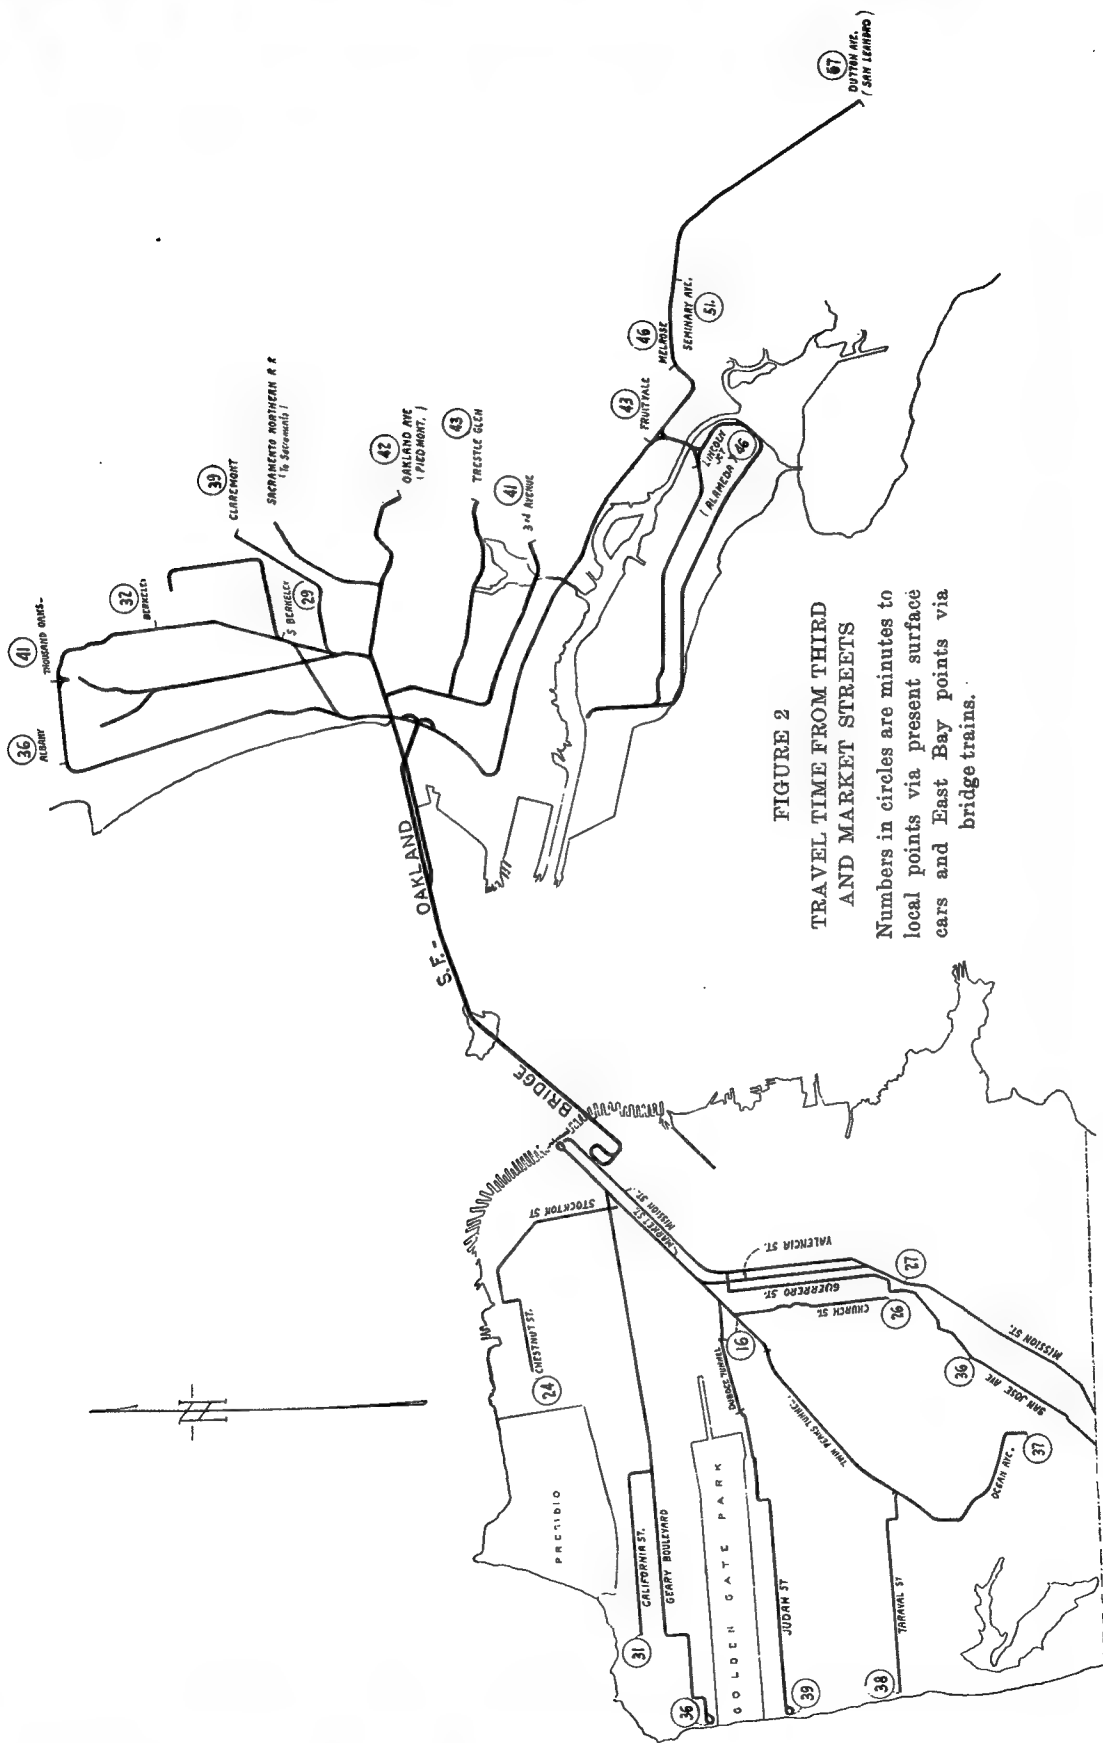 67
DUTTON AVE.
(SAN LEANDRO)
SEMINARY AVE.
51
46
MELROSE
43
FRUITVALE
LINCOLN
JCT
46
(ALAMEDA)
SACRAMENTO NORTHERN R R
(To Sacramento)
39
CLAREMONT
42
OAKLAND AVE
(PIEDMONT.)
43
TRESTLE GLEN
41
3rd AVENUE
32
BERKELEY
S BERKELEY
29
41
THOUSAND OAKS-
36
ALBANY
S.F. - OAKLAND
BRIDGE
FIGURE 2
TRAVEL TIME FROM THIRD
AND MARKET STREETS
Numbers in circles are minutes to
local points via present surface
cars and East Bay points via
bridge trains.
STOCKTON ST
MISSION ST.
MARKET ST.
CHESTNUT ST.
24
VALENCIA ST.
GUERRERO ST.
27
CHURCH ST.
26
16
DUBOCE TUNNEL
TWIN PEAKS TUNNEL
MISSION ST.
36
SAN JOSE AVE
OCEAN AVE.
37
PRESIDIO
CALIFORNIA ST.
31
GEARY BOULEVARD
36
GOLDEN GATE PARK
JUDAH ST
39
TARAVAL ST
38